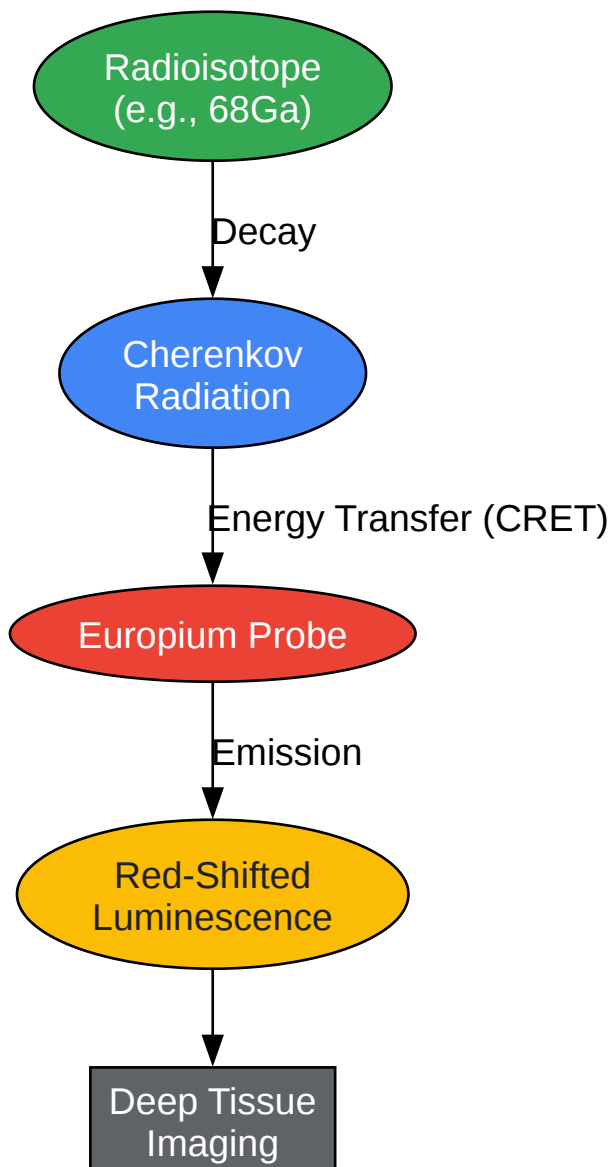 Radioisotope
(e.g., 68Ga)
Decay
Cherenkov
Radiation
Energy Transfer (CRET)
Europium Probe
Emission
Red-Shifted
Luminescence
Deep Tissue
Imaging